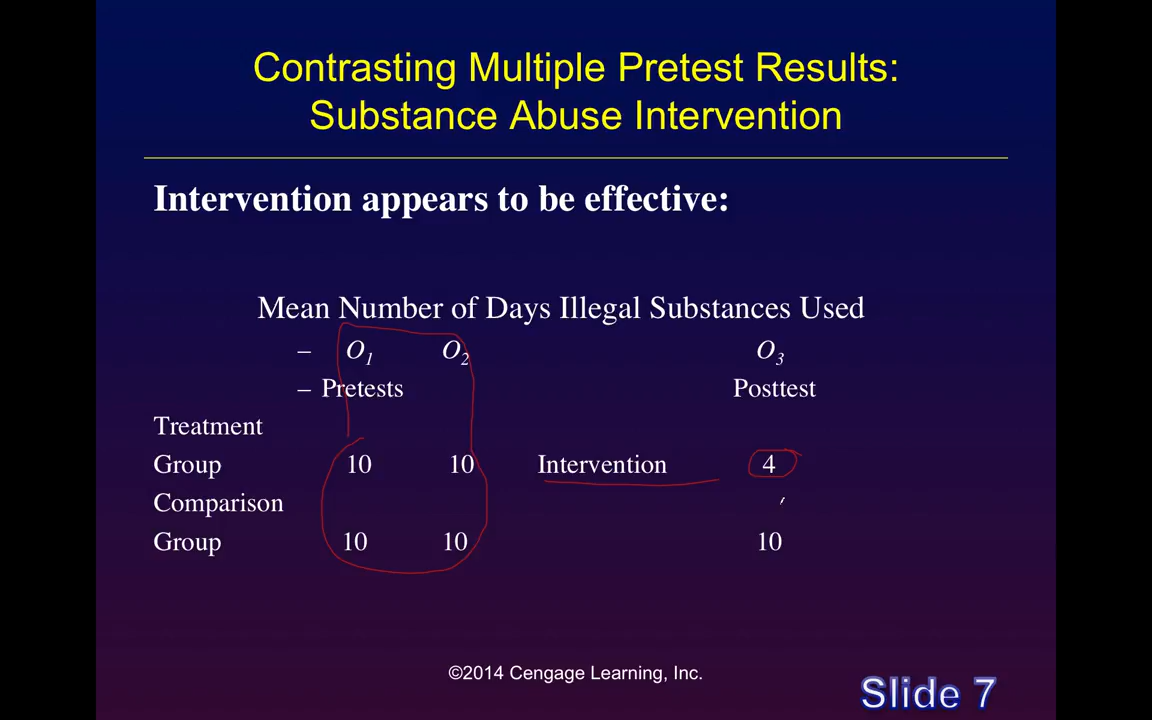 Contrasting Multiple Pretest Results:
Substance Abuse Intervention
Intervention appears to be effective:
Mean Number of Days Illegal Substances Used
– O1 O2 O3
– Pretests Posttest
Treatment
Group 10 10 Intervention 4
Comparison
Group 10 10 10
©2014 Cengage Learning, Inc.
Slide 7